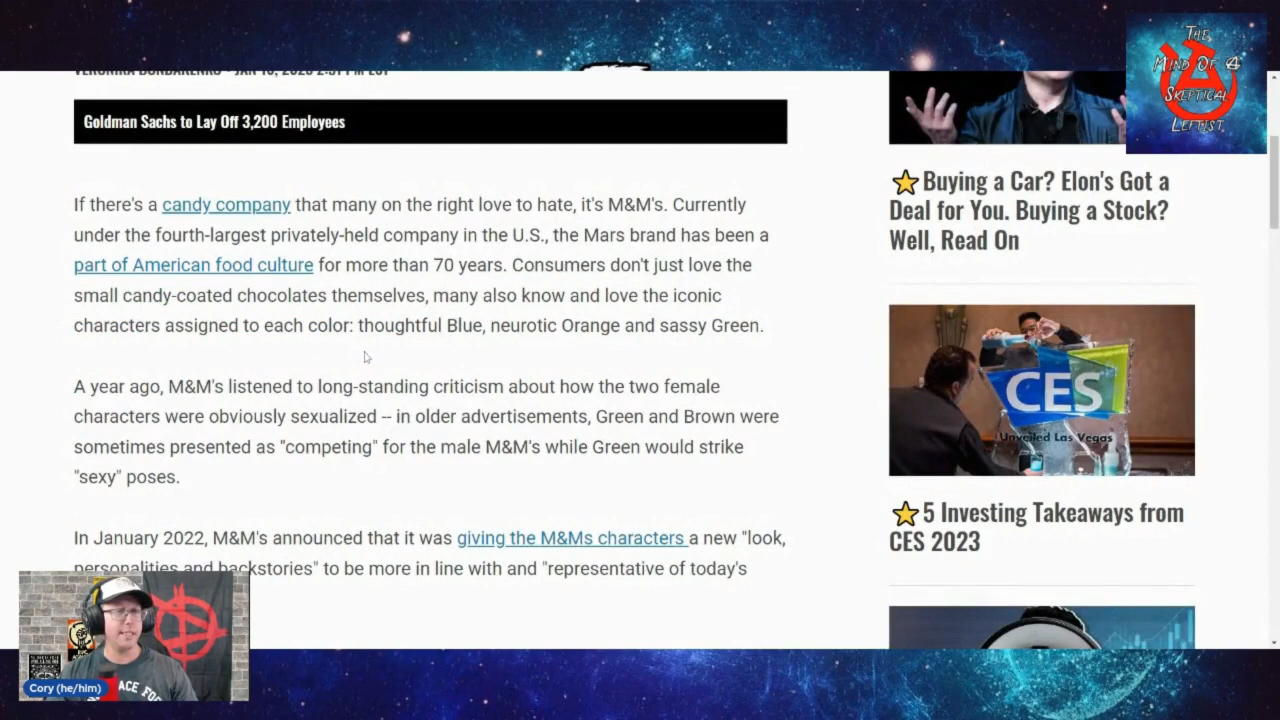 THE
MIND OF A
SKEPTICAL
LEFTIST
Goldman Sachs to Lay Off 3,200 Employees
If there's a candy company that many on the right love to hate, it's M&M's. Currently
under the fourth-largest privately-held company in the U.S., the Mars brand has been a
part of American food culture for more than 70 years. Consumers don't just love the
small candy-coated chocolates themselves, many also know and love the iconic
characters assigned to each color: thoughtful Blue, neurotic Orange and sassy Green.
A year ago, M&M's listened to long-standing criticism about how the two female
characters were obviously sexualized -- in older advertisements, Green and Brown were
sometimes presented as "competing" for the male M&M's while Green would strike
"sexy" poses.
In January 2022, M&M's announced that it was giving the M&Ms characters a new "look,
personalities and backstories" to be more in line with and "representative of today's
⭐Buying a Car? Elon's Got a
Deal for You. Buying a Stock?
Well, Read On
CES
Unveiled Las Vegas
⭐5 Investing Takeaways from
CES 2023
Cory (he/him)